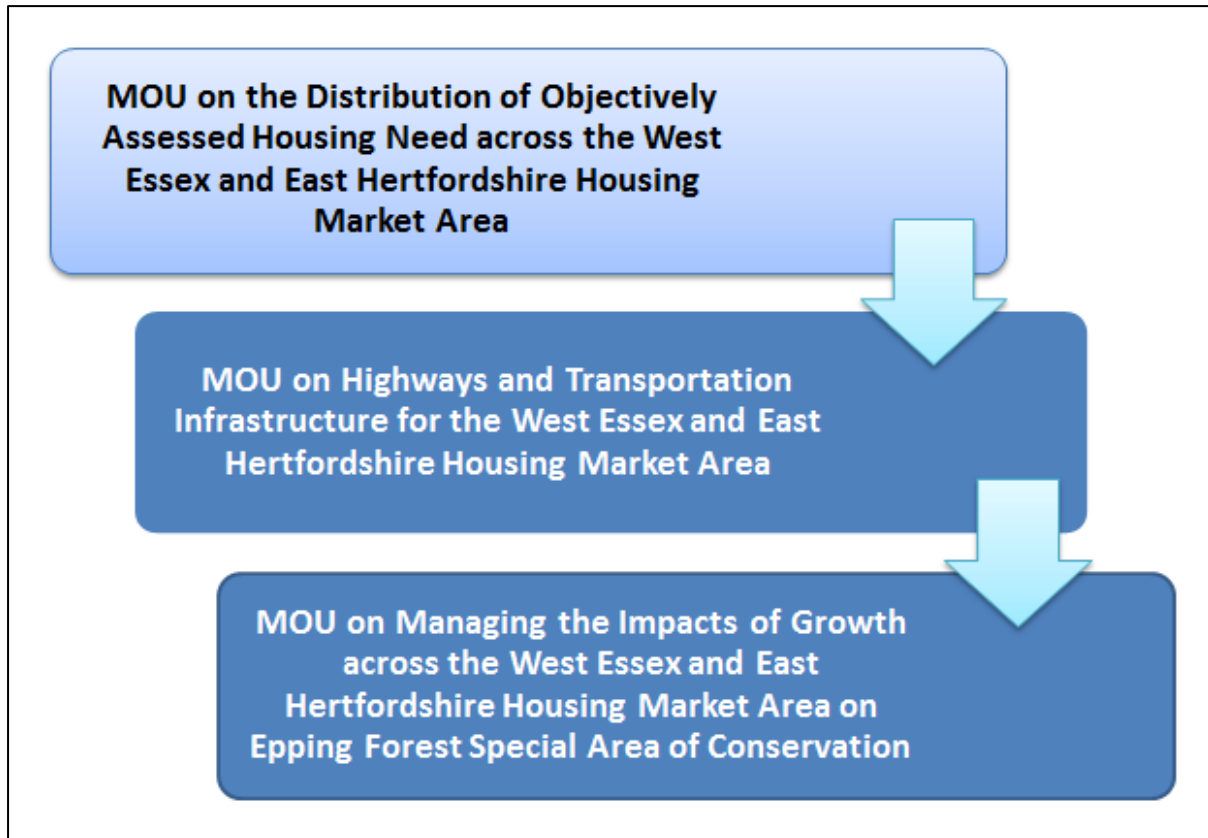 MOU on the Distribution of Objectively
Assessed Housing Need across the West
Essex and East Hertfordshire Housing
Market Area
MOU on Highways and Transportation
Infrastructure for the West Essex and East
Hertfordshire Housing Market Area
MOU on Managing the Impacts of Growth
across the West Essex and East
Hertfordshire Housing Market Area on
Epping Forest Special Area of Conservation